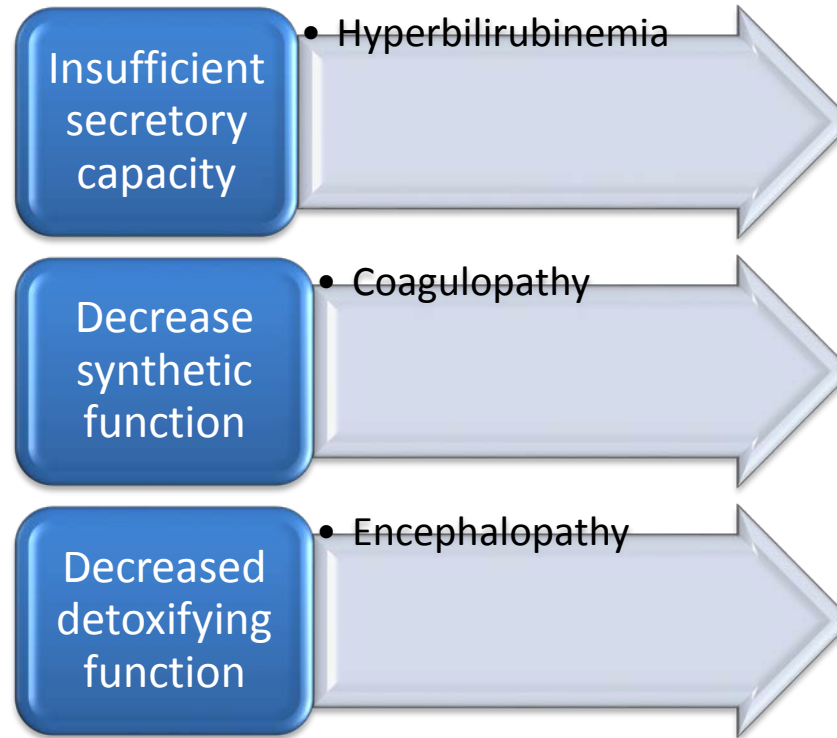 Insufficient
secretory
capacity
• Hyperbilirubinemia
Decrease
synthetic
function
• Coagulopathy
Decreased
detoxifying
function
• Encephalopathy